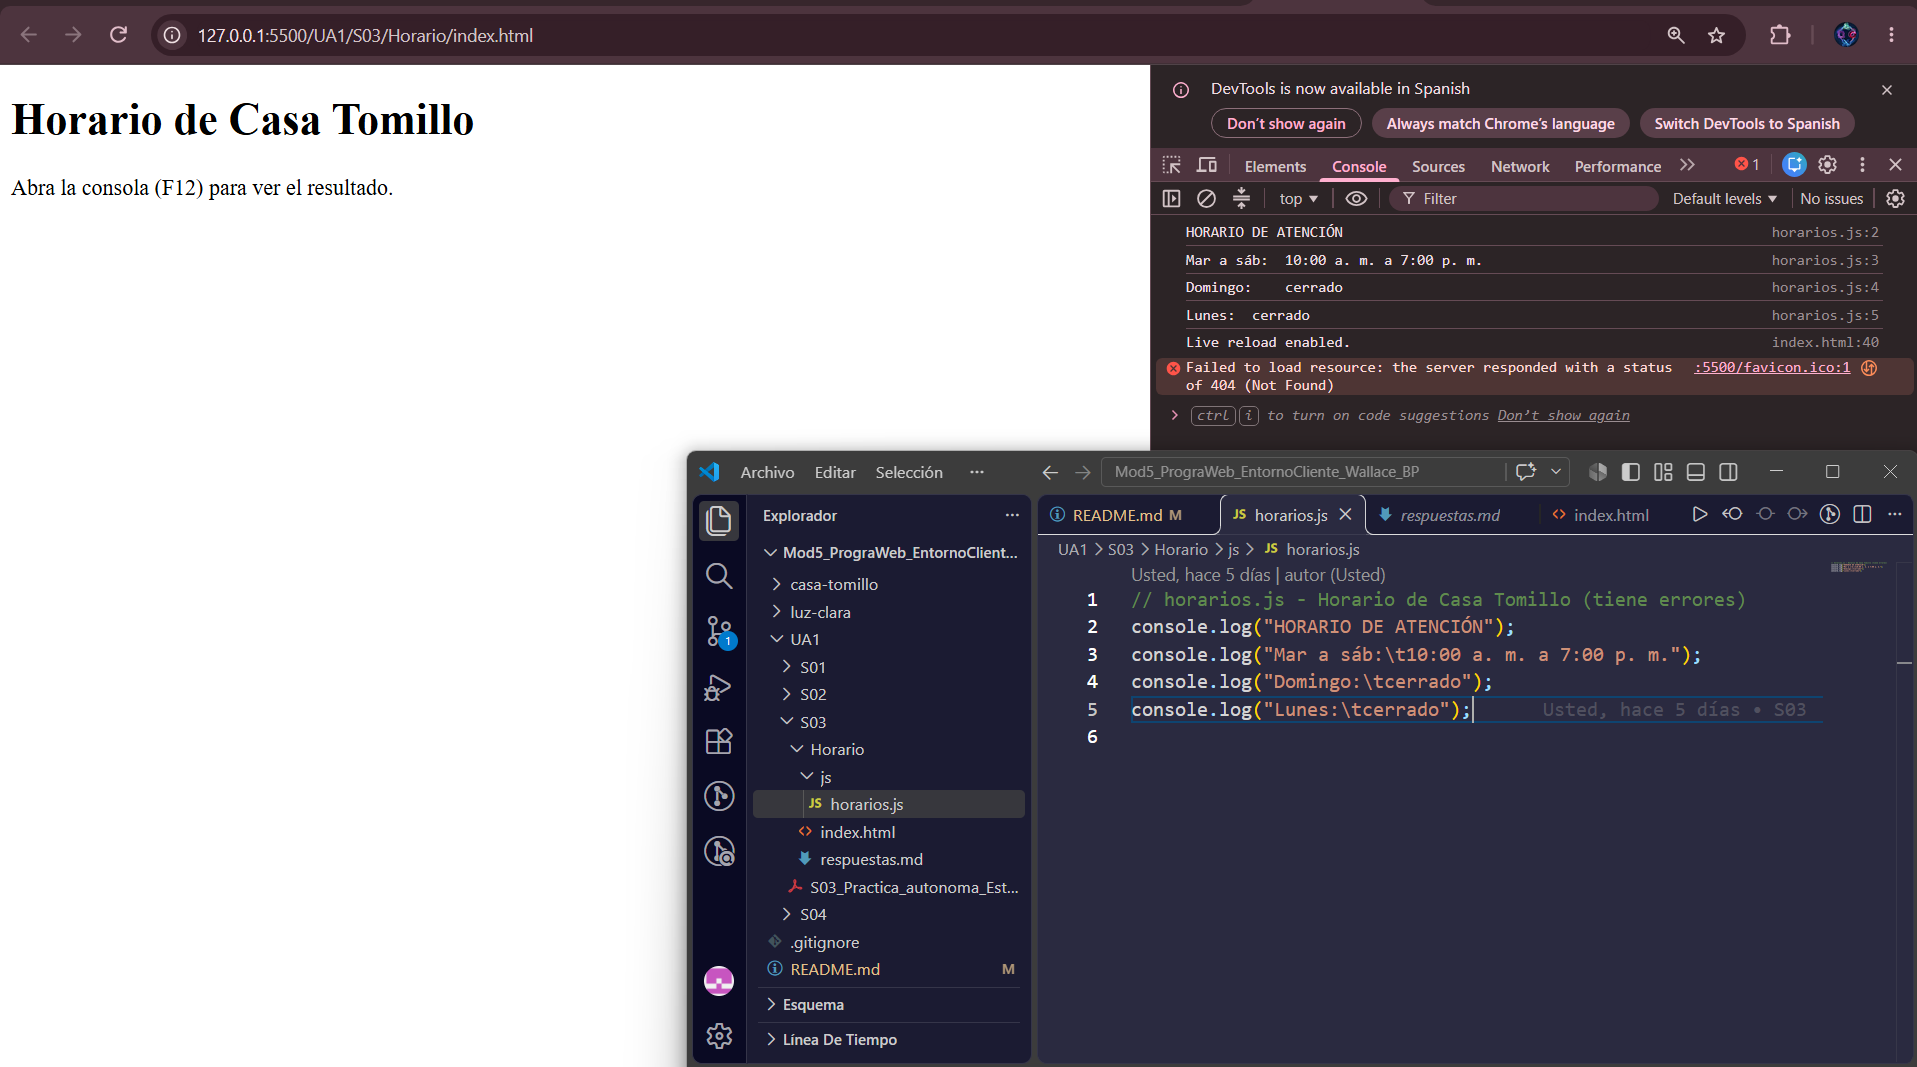 127.0.0.1:5500/UA1/S03/Horario/index.html
Horario de Casa Tomillo
Abra la consola (F12) para ver el resultado.
DevTools is now available in Spanish
Don't show again
Always match Chrome's language
Switch DevTools to Spanish
Elements Console Sources Network Performance 1
top Filter Default levels No issues
HORARIO DE ATENCIÓN horarios.js:2
Mar a sáb: 10:00 a. m. a 7:00 p. m. horarios.js:3
Domingo: cerrado horarios.js:4
Lunes: cerrado horarios.js:5
Live reload enabled. index.html:40
Failed to load resource: the server responded with a status :5500/favicon.ico:1
of 404 (Not Found)
ctrl i to turn on code suggestions Don't show again
Archivo Editar Selección ··· Mod5_PrograWeb_EntornoCliente_Wallace_BP
Explorador ···
Mod5_PrograWeb_EntornoClient...
casa-tomillo
luz-clara
UA1
S01
S02
S03
Horario
js
JS horarios.js
index.html
respuestas.md
S03_Practica_autonoma_Est...
S04
.gitignore
README.md M
Esquema
Línea De Tiempo
1
README.md M JS horarios.js respuestas.md index.html
UA1 > S03 > Horario > js > JS horarios.js
Usted, hace 5 días | autor (Usted)
1 // horarios.js - Horario de Casa Tomillo (tiene errores)
2 console.log("HORARIO DE ATENCIÓN");
3 console.log("Mar a sáb:\t10:00 a. m. a 7:00 p. m.");
4 console.log("Domingo:\tcerrado");
5 console.log("Lunes:\tcerrado"); Usted, hace 5 días • S03
6